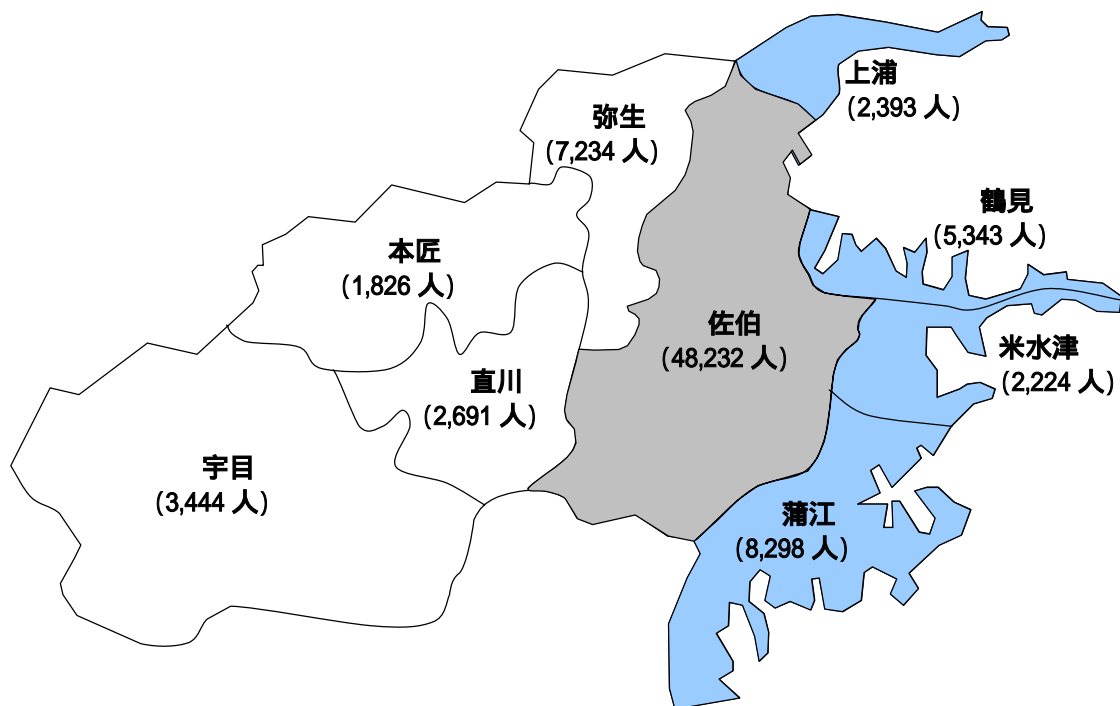 上浦
(2,393 人)
弥生
(7,234 人)
鶴見
(5,343 人)
本匠
(1,826 人)
佐伯
(48,232 人)
米水津
(2,224 人)
直川
(2,691 人)
宇目
(3,444 人)
蒲江
(8,298 人)